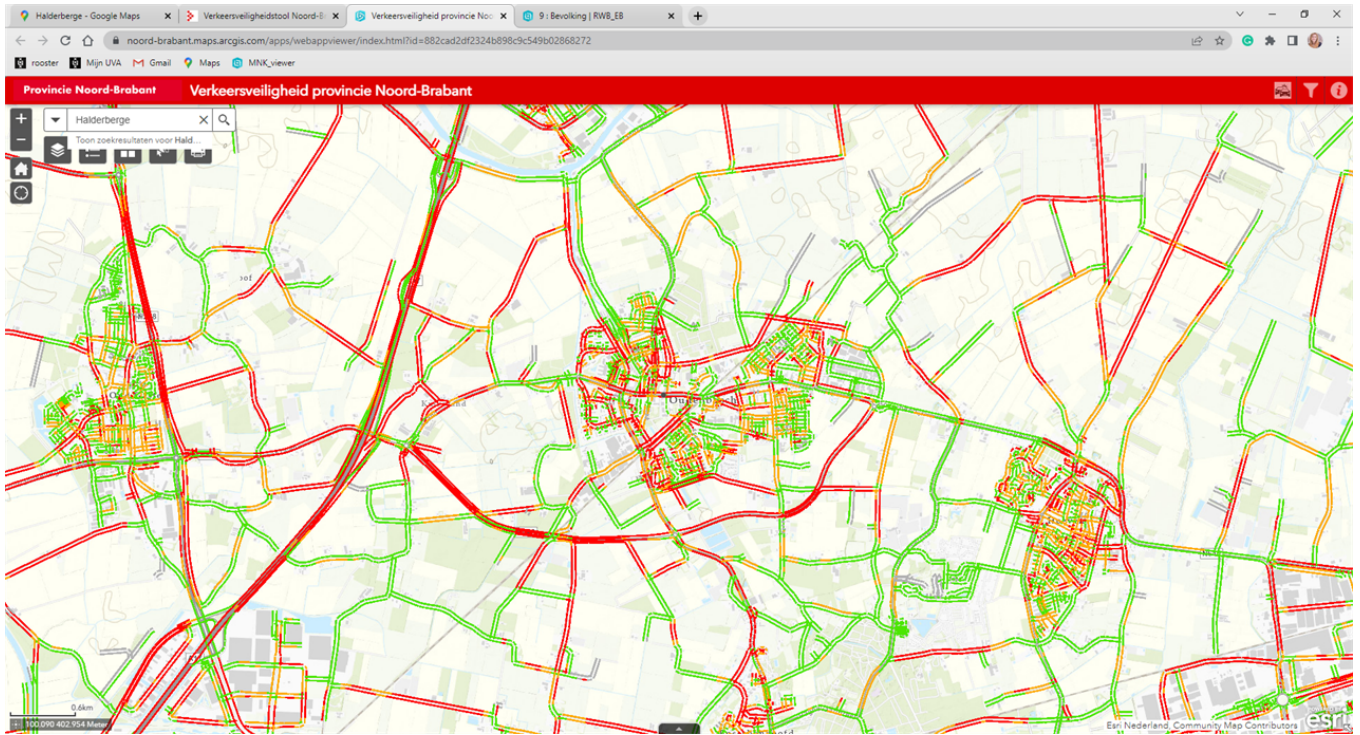 Halderberge - Google Maps
Verkeersveiligheidstool Noord-B
Verkeersveiligheid provincie Noo
9 : Bevolking | RWB_EB
noord-brabant.maps.arcgis.com/apps/webappviewer/index.html?id=882cad2df2324b898c9c549b02868272
rooster
Mijn UVA
Gmail
Maps
MNK_viewer
Provincie Noord-Brabant
Verkeersveiligheid provincie Noord-Brabant
Halderberge
Toon zoekresultaten voor Hald...
0.6km
100.090 402.954 Meter
Esri Nederland, Community Map Contributors
esri